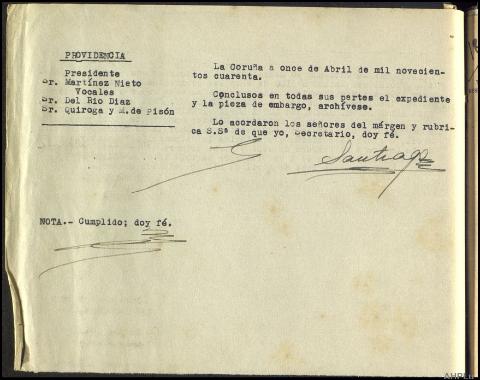 PROVIDENCIA
Presidente
Sr. Martínez Nieto
Vocales
Sr. Del Rio Diaz
Sr. Quiroga y M. de Pisón
La Coruña a once de Abril de mil novecien-
tos cuarenta.
Conclusos en todas sus partes el expediente
y la pieza de embargo, archívese.
Lo acordaron los señores del márgen y rubri-
ca S.Sª de que yo, Secretario, doy fé.
Santiago
NOTA.- Cumplido; doy fé.